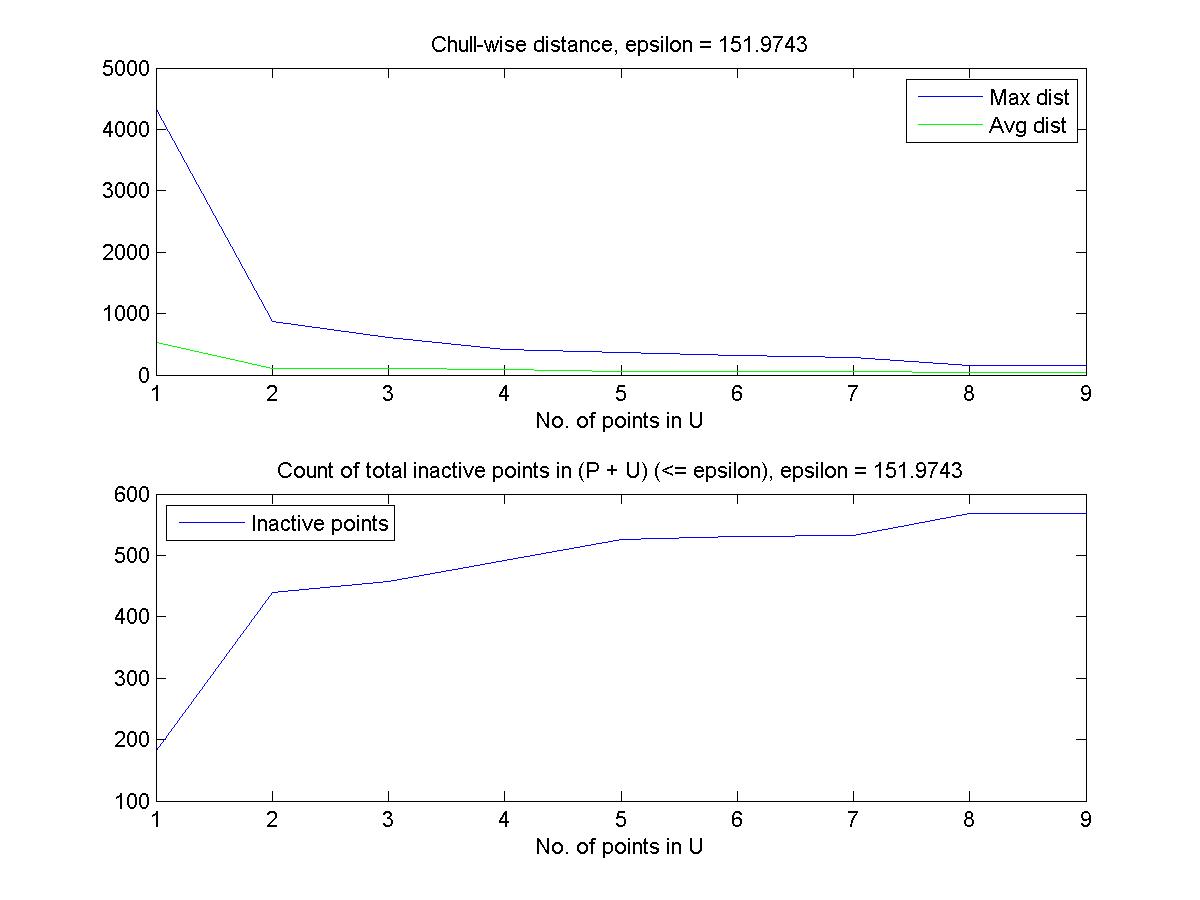 Chull-wise distance, epsilon = 151.9743
5000
4000
3000
2000
1000
0
Max dist
Avg dist
1 2 3 4 5 6 7 8 9
No. of points in U
Count of total inactive points in (P + U) (<= epsilon), epsilon = 151.9743
600
500
400
300
200
100
Inactive points
1 2 3 4 5 6 7 8 9
No. of points in U